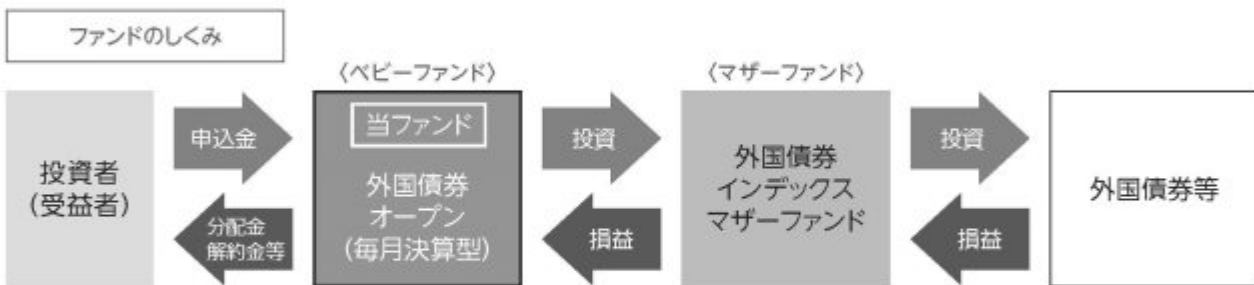 ファンドのしくみ
〈ベビーファンド〉
〈マザーファンド〉
投資者
（受益者）
申込金
分配金
解約金等
当ファンド
外国債券
オープン
（毎月決算型）
投資
損益
外国債券
インデックス
マザーファンド
投資
損益
外国債券等